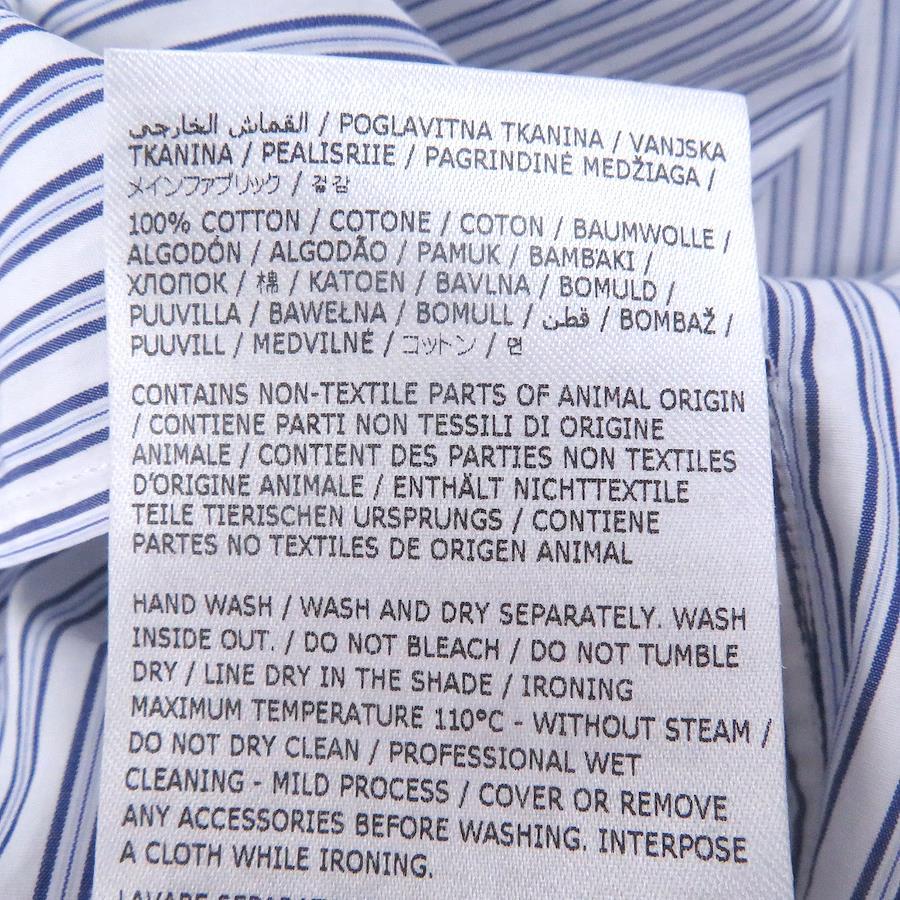 القماش الخارجي / POGLAVITNA TKANINA / VANJSKA
TKANINA / PEALISRIIE / PAGRINDINĖ MEDŽIAGA /
メインファブリック / 겉감
100% COTTON / COTONE / COTON / BAUMWOLLE /
ALGODÓN / ALGODÃO / PAMUK / BAMBAKI /
ХЛОПОК / 棉 / KATOEN / BAVLNA / BOMULD /
PUUVILLA / BAWEŁNA / BOMULL / قطن / BOMBAŽ /
PUUVILL / MEDVILNĖ / コットン / 면
CONTAINS NON-TEXTILE PARTS OF ANIMAL ORIGIN
/ CONTIENE PARTI NON TESSILI DI ORIGINE
ANIMALE / CONTIENT DES PARTIES NON TEXTILES
D'ORIGINE ANIMALE / ENTHÄLT NICHTTEXTILE
TEILE TIERISCHEN URSPRUNGS / CONTIENE
PARTES NO TEXTILES DE ORIGEN ANIMAL
HAND WASH / WASH AND DRY SEPARATELY. WASH
INSIDE OUT. / DO NOT BLEACH / DO NOT TUMBLE
DRY / LINE DRY IN THE SHADE / IRONING
MAXIMUM TEMPERATURE 110°C - WITHOUT STEAM /
DO NOT DRY CLEAN / PROFESSIONAL WET
CLEANING - MILD PROCESS / COVER OR REMOVE
ANY ACCESSORIES BEFORE WASHING. INTERPOSE
A CLOTH WHILE IRONING.